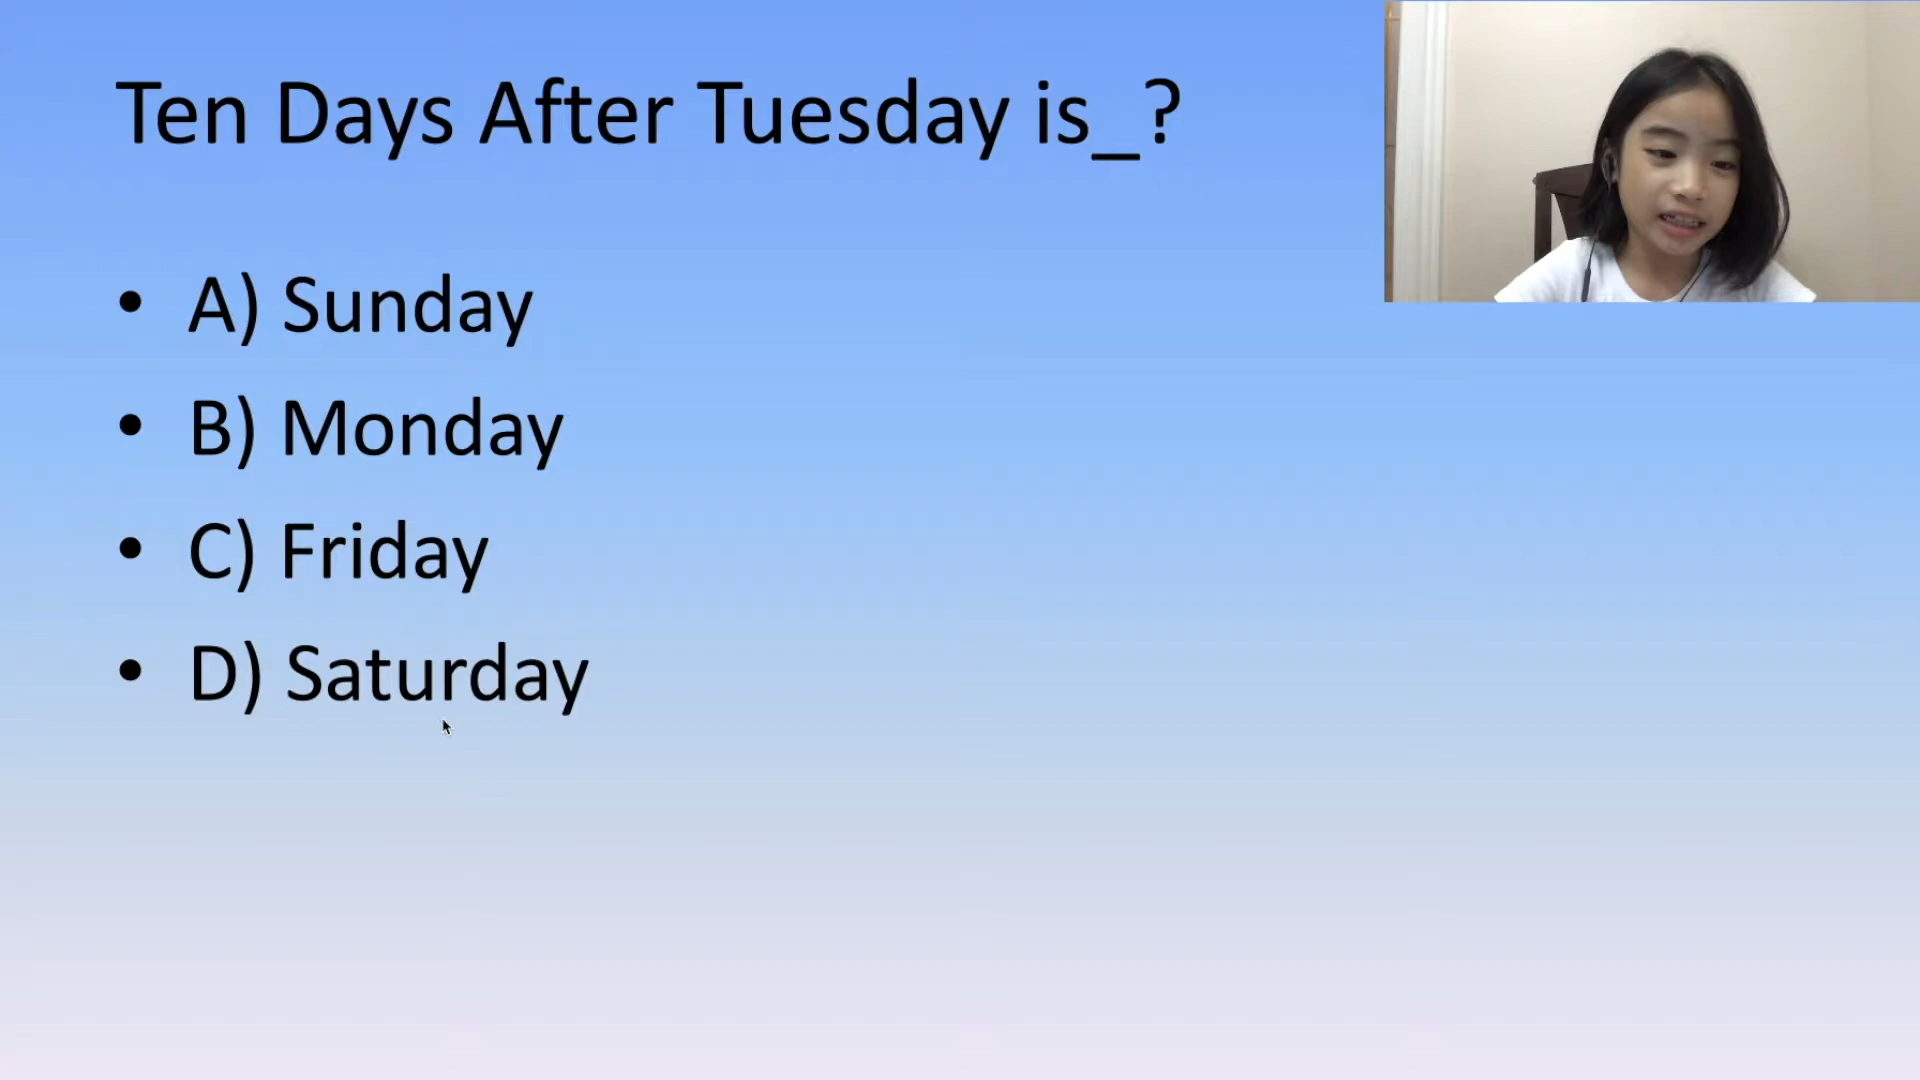 Ten Days After Tuesday is_?
• A) Sunday
• B) Monday
• C) Friday
• D) Saturday